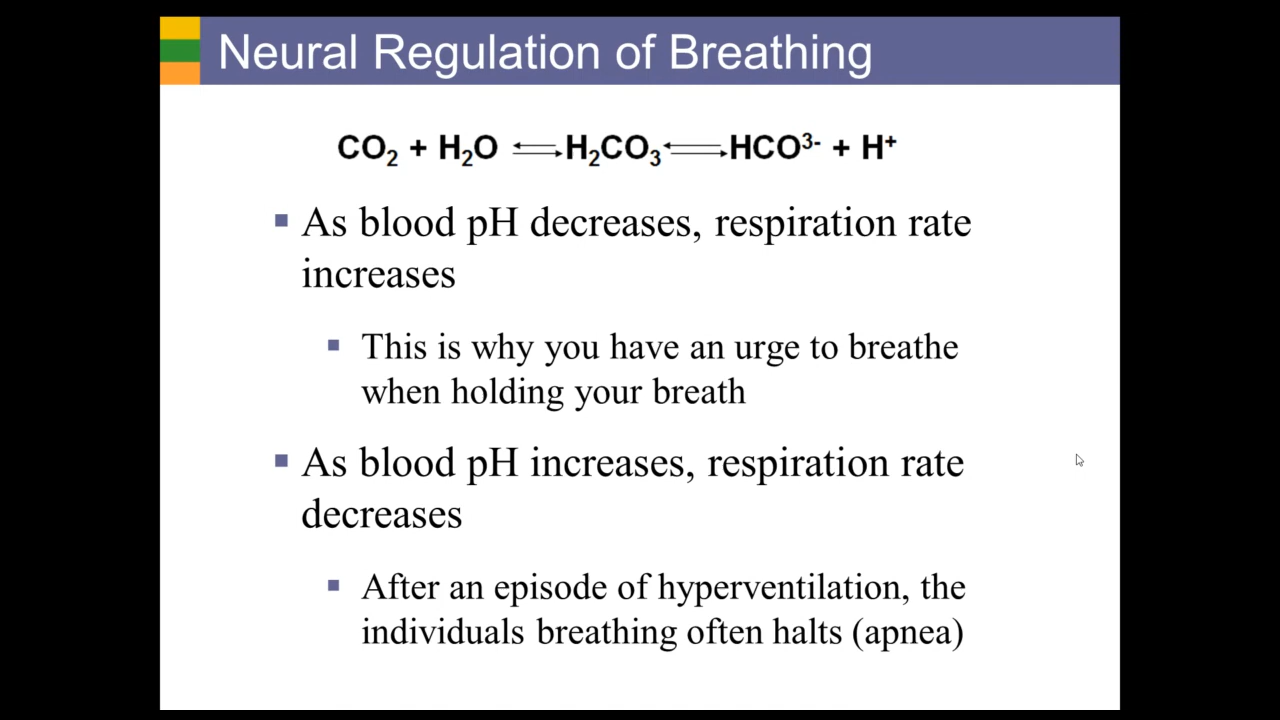 Neural Regulation of Breathing
CO₂ + H₂O ⇌ H₂CO₃ ⇌ HCO³⁻ + H⁺
▪ As blood pH decreases, respiration rate
increases
▪ This is why you have an urge to breathe
when holding your breath
▪ As blood pH increases, respiration rate
decreases
▪ After an episode of hyperventilation, the
individuals breathing often halts (apnea)